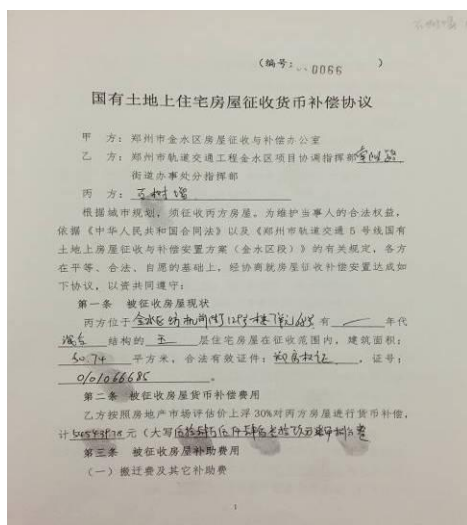 （编号：  0066  ）
国有土地上住宅房屋征收货币补偿协议
甲 方：郑州市金水区房屋征收与补偿办公室
乙 方：郑州市轨道交通工程金水区项目协调指挥部
街道办事处分指挥部
丙 方：
根据城市规划，须征收丙方房屋。为维护当事人的合法权益，
依据《中华人民共和国合同法》以及《郑州市轨道交通 5 号线国有
土地上房屋征收与补偿安置方案（金水区段）》的有关规定，各方
在平等、合法、自愿的基础上，经协商就房屋征收补偿安置达成如
下协议，以资共同遵守：
第一条 被征收房屋现状
丙方位于金水区 有 一 年代
混合 结构的 五 层住宅房屋在征收范围内，建筑面积：
50.74 平方米，合法有效证件： ，证号：
0101066685 。
第二条 被征收房屋货币补偿费用
乙方按照房地产市场评估价上浮 30%对丙方房屋进行货币补偿，
计 元（大写
第三条 被征收房屋补助费用
（一）搬迁费及其它补助费
1